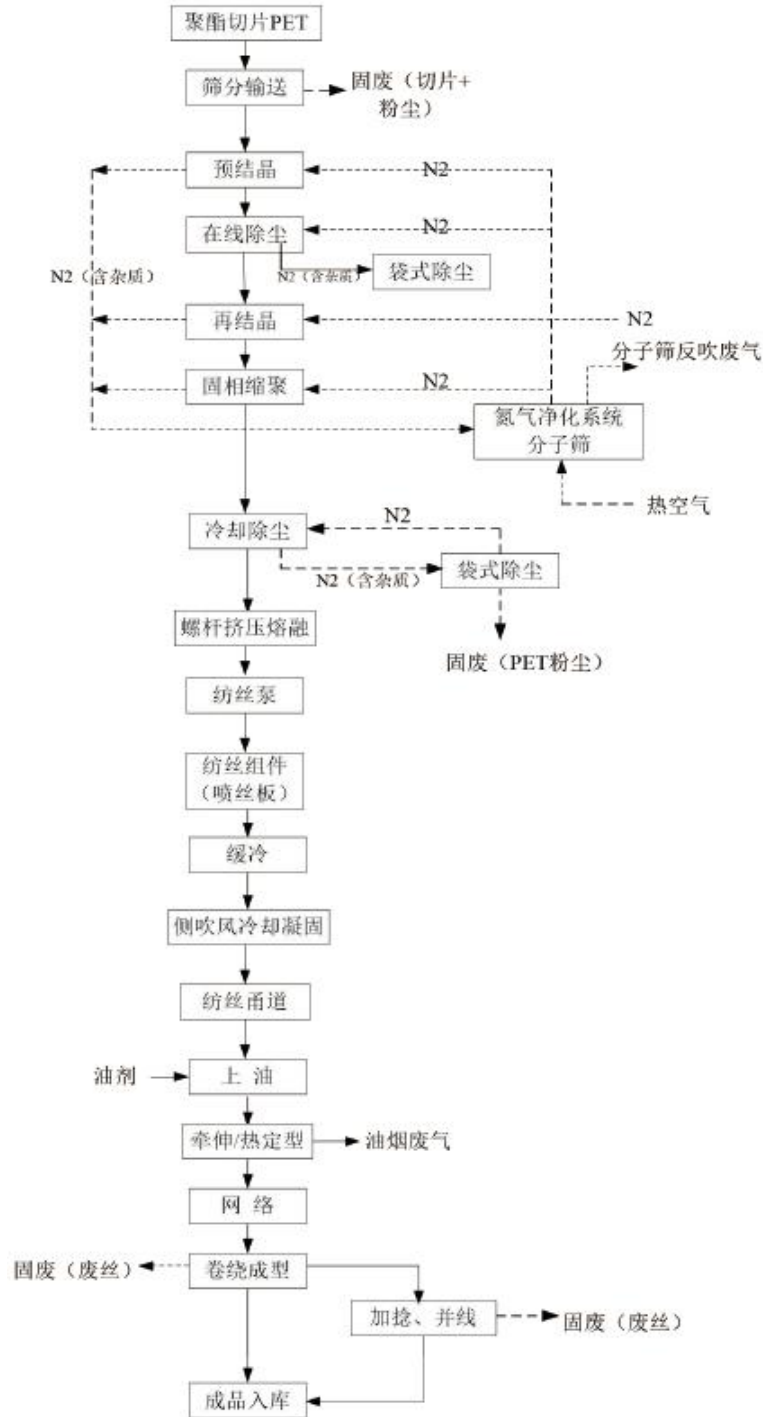 聚酯切片PET
筛分输送
固废（切片+
粉尘）
预结晶
N2
在线除尘
N2
N2（含杂质）
N2（含杂质）
袋式除尘
再结晶
N2
分子筛反吹废气
固相缩聚
N2
氮气净化系统
分子筛
热空气
N2
冷却除尘
N2（含杂质）
袋式除尘
螺杆挤压熔融
固废（PET粉尘）
纺丝泵
纺丝组件
（喷丝板）
缓冷
侧吹风冷却凝固
纺丝甬道
油剂
上 油
牵伸/热定型
油烟废气
网 络
固废（废丝）
卷绕成型
加捻、并线
固废（废丝）
成品入库